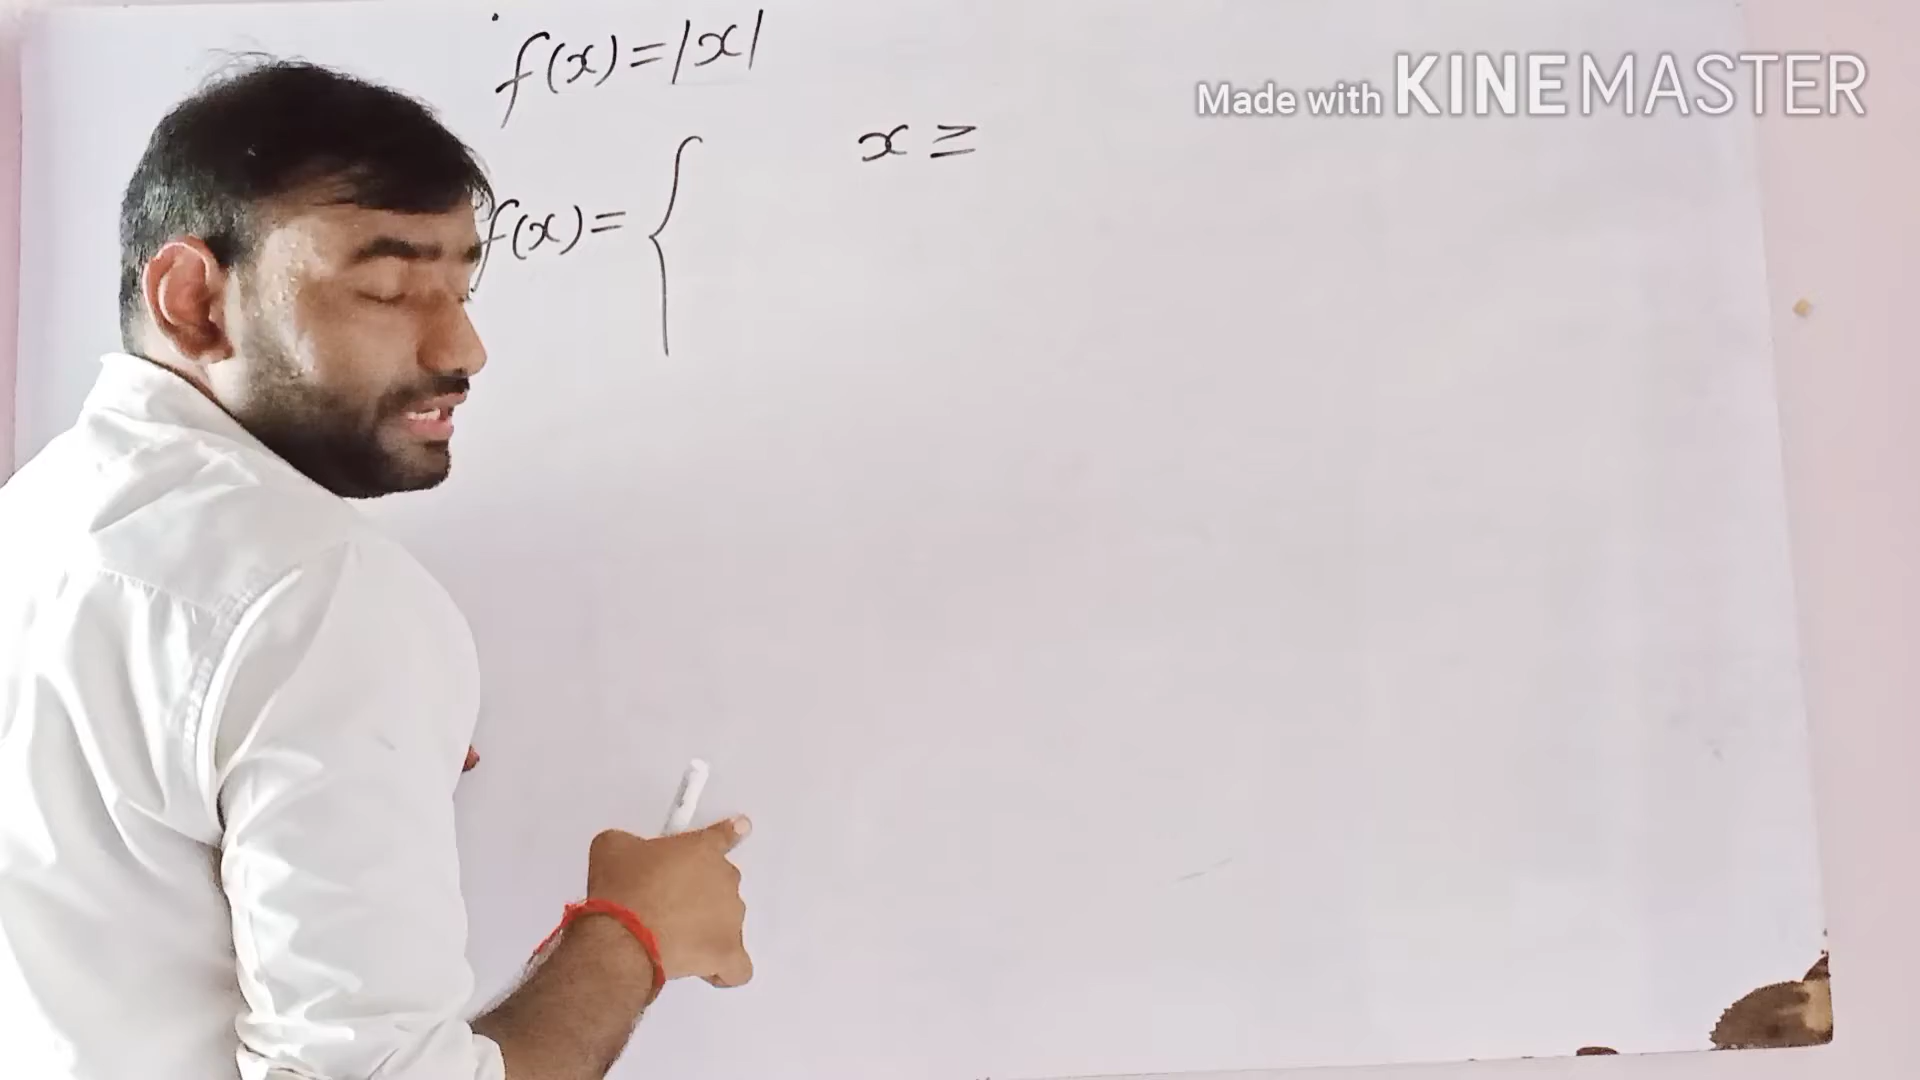 f(x)=|x|
Made with KINEMASTER
x ≥
f(x)= {